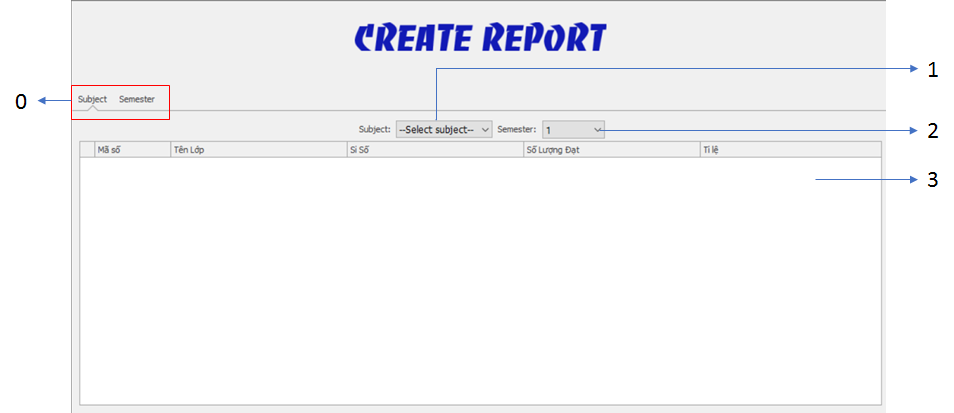 CREATE REPORT
1
0
Subject Semester
Subject: --Select subject-- Semester: 1
2
Mã số Tên Lớp Sĩ Số Số Lượng Đạt Tỉ lệ
3